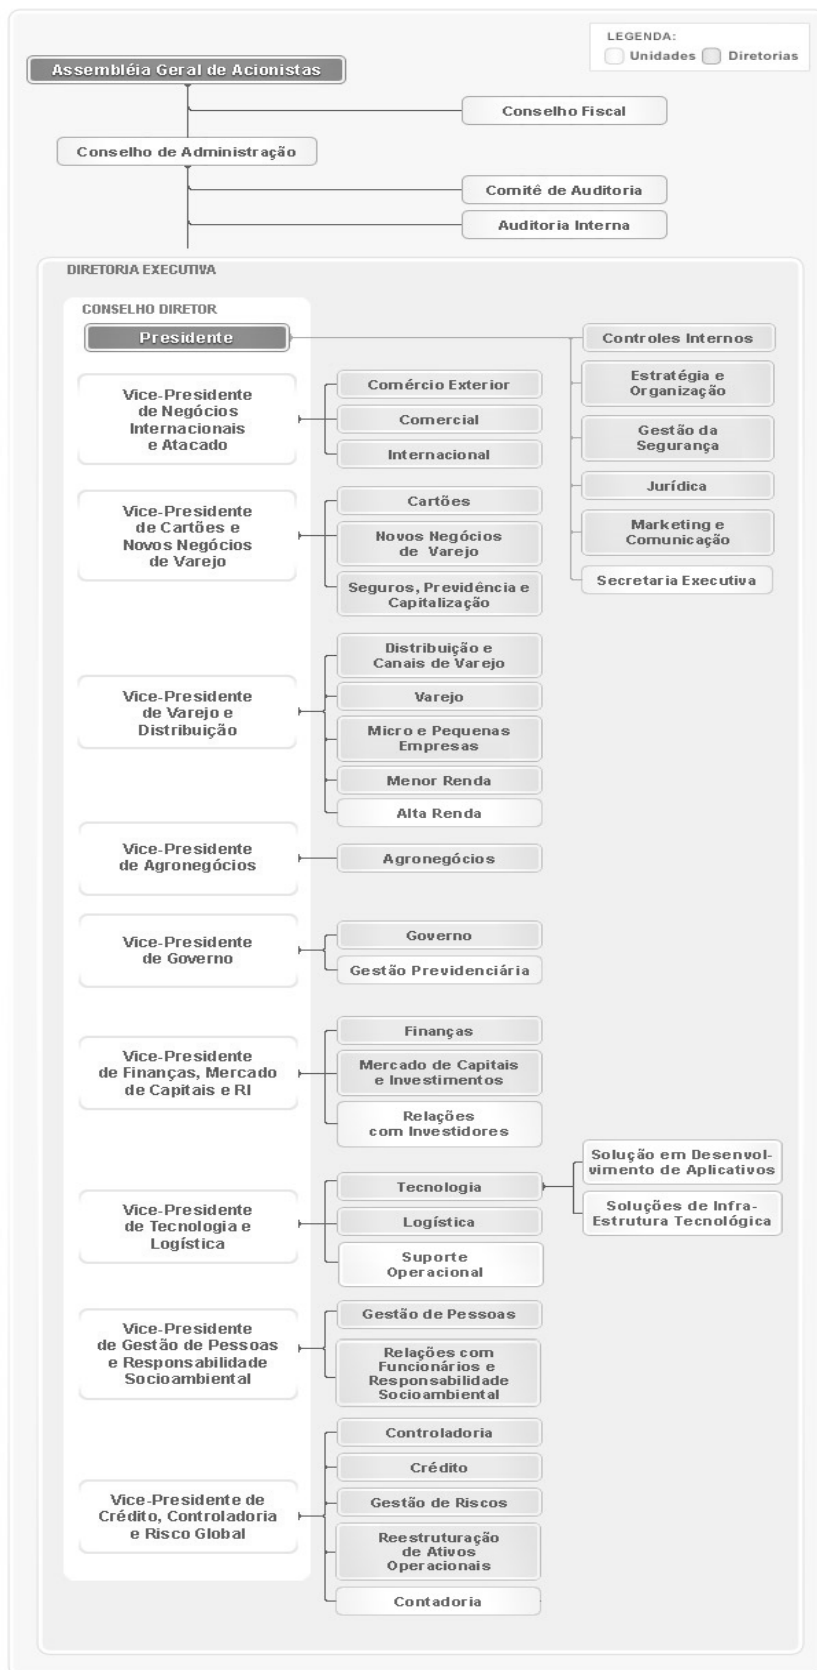 LEGENDA:
Unidades Diretorias
Assembléia Geral de Acionistas
Conselho Fiscal
Conselho de Administração
Comitê de Auditoria
Auditoria Interna
DIRETORIA EXECUTIVA
CONSELHO DIRETOR
Presidente
Controles Internos
Estratégia e
Organização
Gestão da
Segurança
Jurídica
Marketing e
Comunicação
Secretaria Executiva
Vice-Presidente
de Negócios
Internacionais
e Atacado
Comércio Exterior
Comercial
Internacional
Vice-Presidente
de Cartões e
Novos Negócios
de Varejo
Cartões
Novos Negócios
de Varejo
Seguros, Previdência e
Capitalização
Vice-Presidente
de Varejo e
Distribuição
Distribuição e
Canais de Varejo
Varejo
Micro e Pequenas
Empresas
Menor Renda
Alta Renda
Vice-Presidente
de Agronegócios
Agronegócios
Vice-Presidente
de Governo
Governo
Gestão Previdenciária
Vice-Presidente
de Finanças, Mercado
de Capitais e RI
Finanças
Mercado de Capitais
e Investimentos
Relações
com Investidores
Vice-Presidente
de Tecnologia e
Logística
Tecnologia
Logística
Suporte
Operacional
Solução em Desenvol-
vimento de Aplicativos
Soluções de Infra-
Estrutura Tecnológica
Vice-Presidente
de Gestão de Pessoas
e Responsabilidade
Socioambiental
Gestão de Pessoas
Relações com
Funcionários e
Responsabilidade
Socioambiental
Vice-Presidente de
Crédito, Controladoria
e Risco Global
Controladoria
Crédito
Gestão de Riscos
Reestruturação
de Ativos
Operacionais
Contadoria